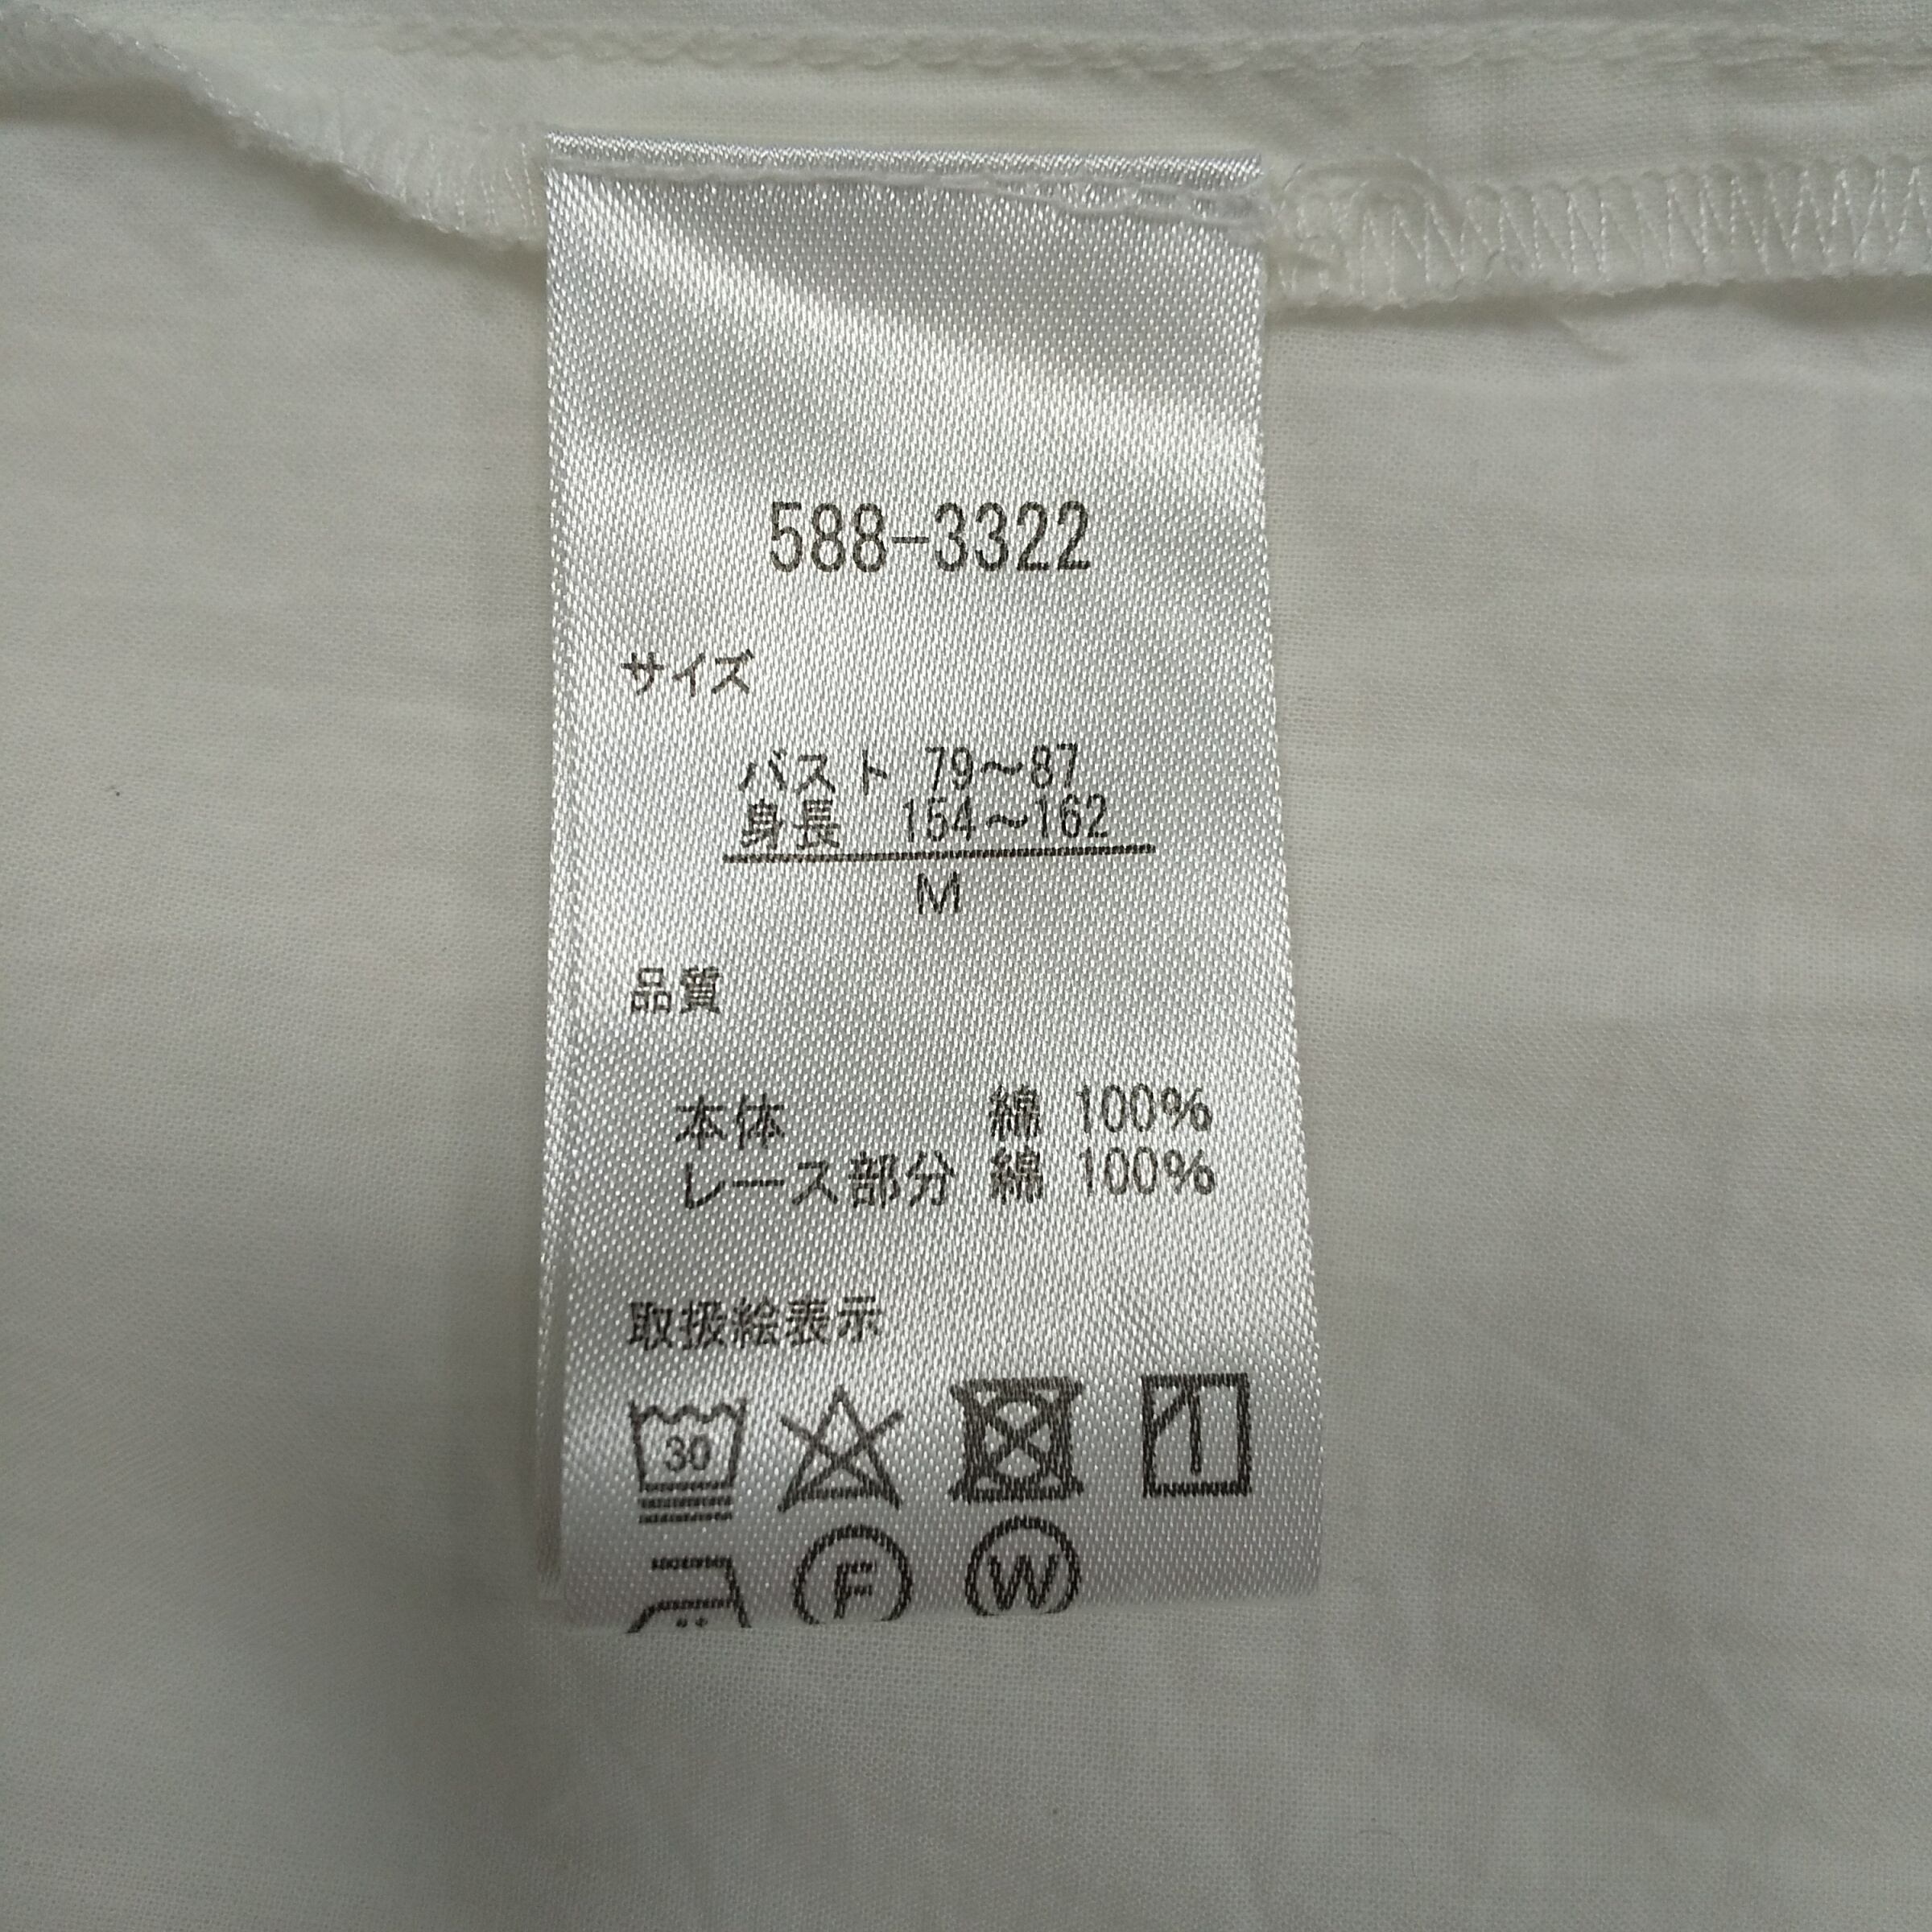 588-3322
サイズ
バスト 79～87
身長 154～162
M
品質
本体 綿 100%
レース部分 綿 100%
取扱絵表示
30
F W